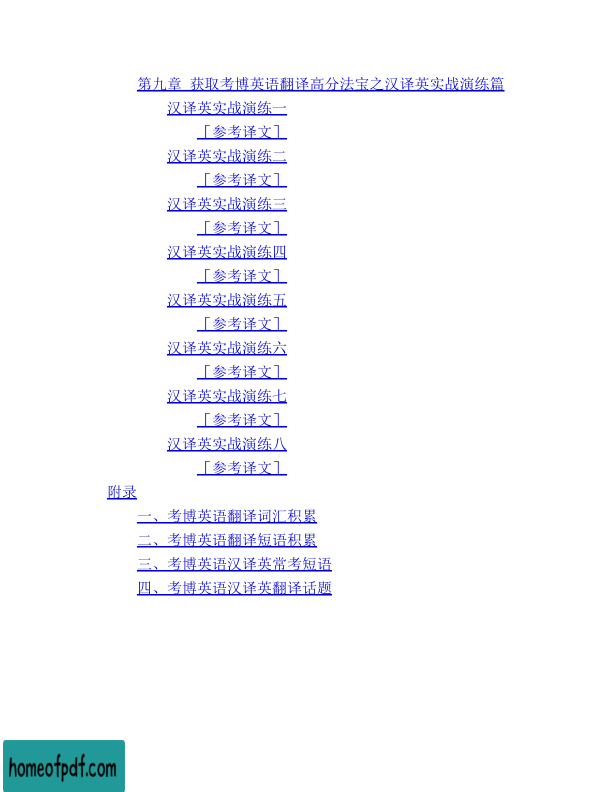 第九章 获取考博英语翻译高分法宝之汉译英实战演练篇
汉译英实战演练一
［参考译文］
汉译英实战演练二
［参考译文］
汉译英实战演练三
［参考译文］
汉译英实战演练四
［参考译文］
汉译英实战演练五
［参考译文］
汉译英实战演练六
［参考译文］
汉译英实战演练七
［参考译文］
汉译英实战演练八
［参考译文］
附录
一、考博英语翻译词汇积累
二、考博英语翻译短语积累
三、考博英语汉译英常考短语
四、考博英语汉译英翻译话题
homeofpdf.com